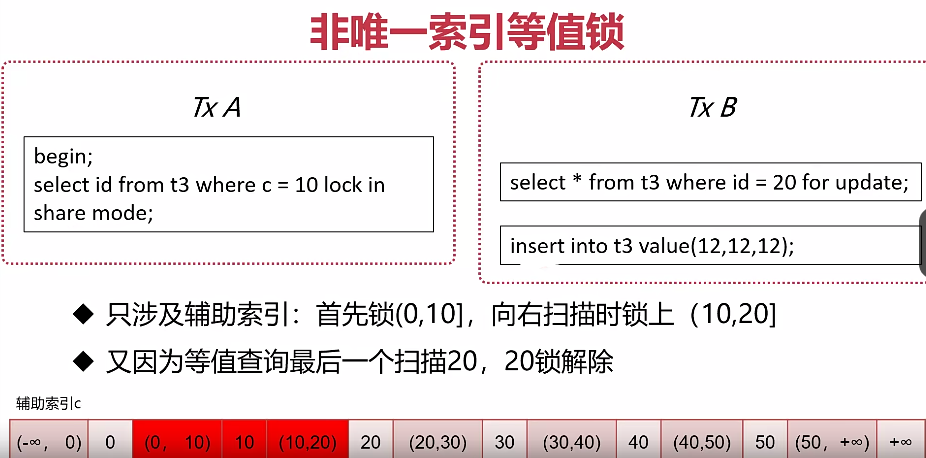 非唯一索引等值锁
Tx A
begin;
select id from t3 where c = 10 lock in
share mode;
Tx B
select * from t3 where id = 20 for update;
insert into t3 value(12,12,12);
◆ 只涉及辅助索引：首先锁(0,10]，向右扫描时锁上（10,20]
◆ 又因为等值查询最后一个扫描20，20锁解除
辅助索引c
(-∞， 0) 0 (0， 10) 10 (10,20) 20 (20,30) 30 (30,40) 40 (40,50) 50 (50，+∞) +∞